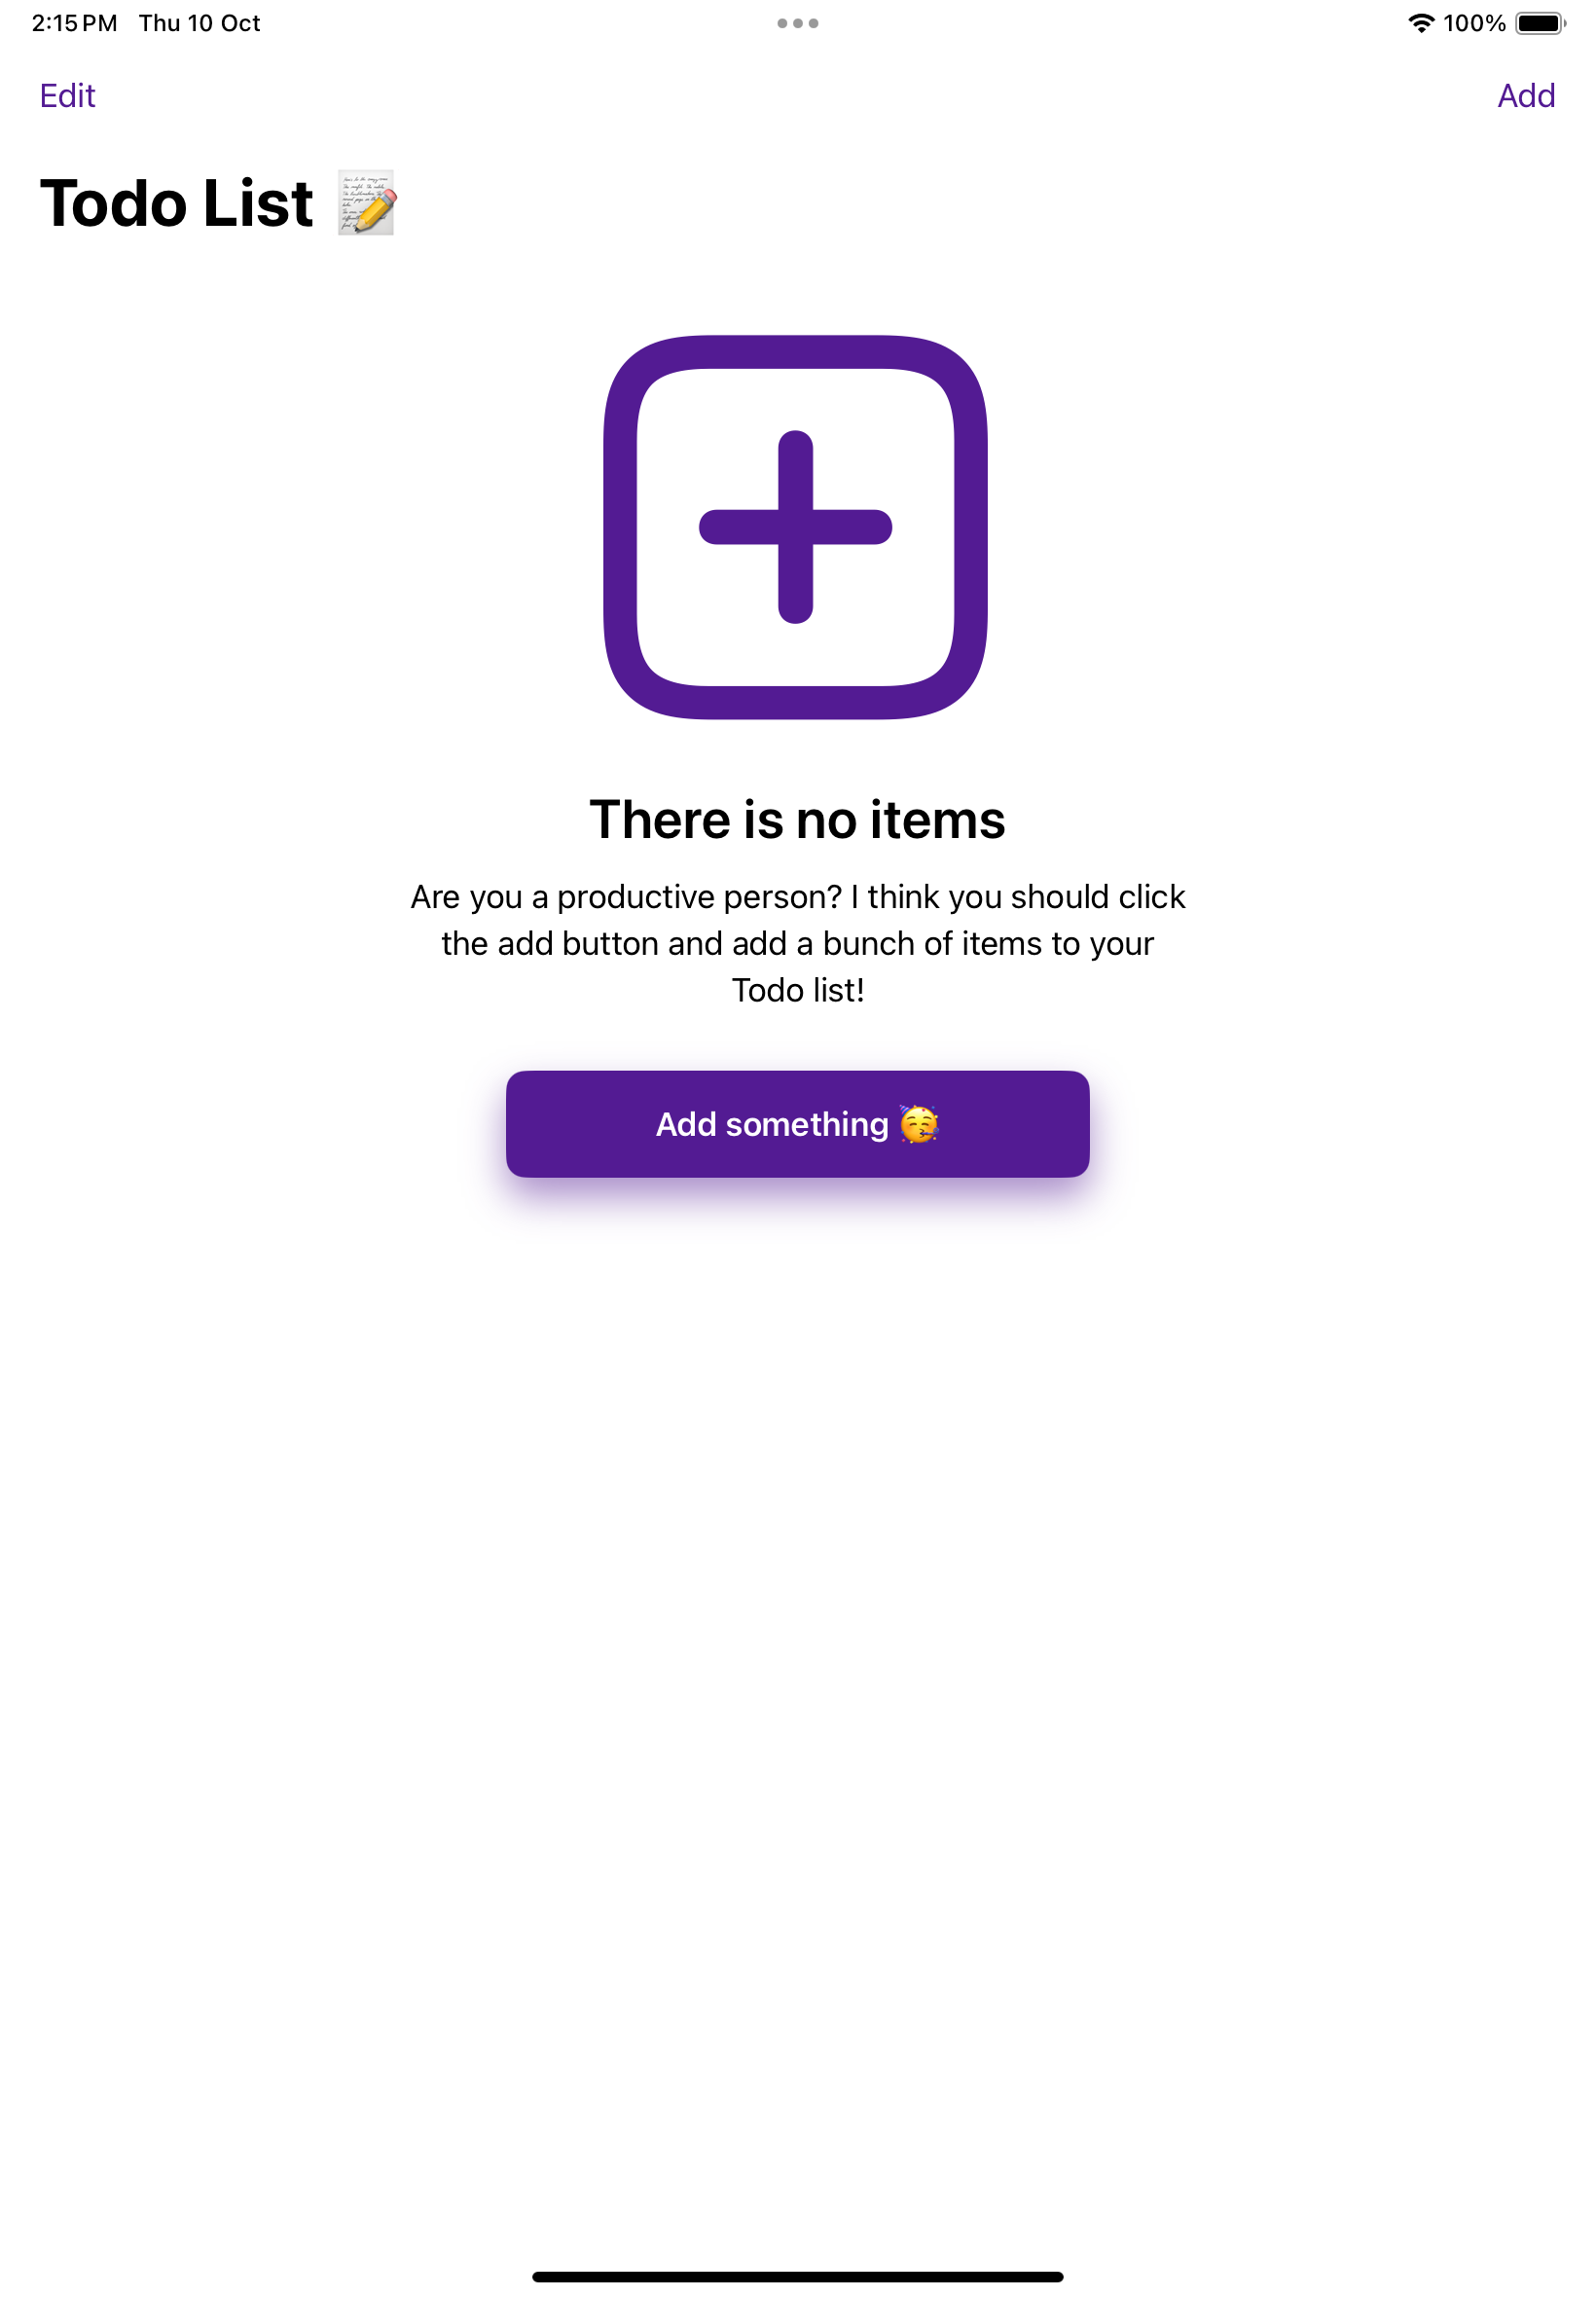 2:15 PM Thu 10 Oct 100%
Edit Add
Todo List 📝
There is no items
Are you a productive person? I think you should click
the add button and add a bunch of items to your
Todo list!
Add something 🥳